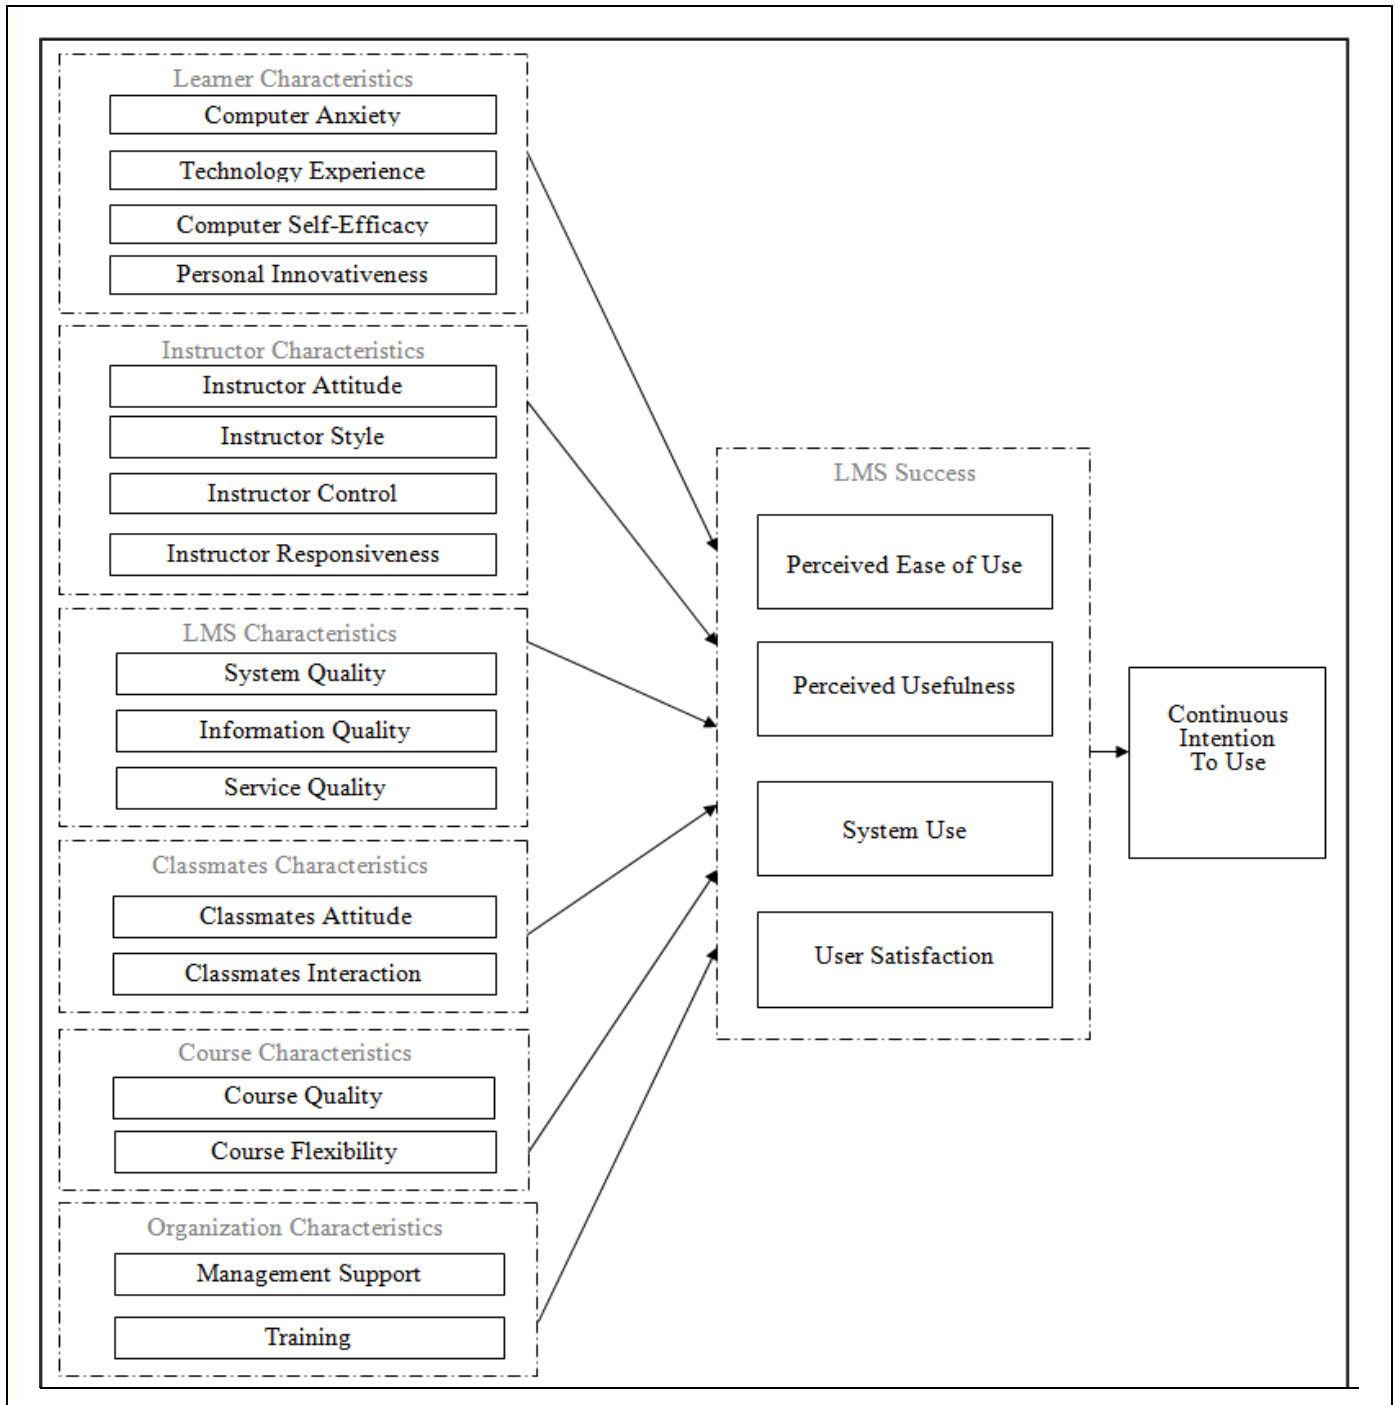 Learner Characteristics
Computer Anxiety
Technology Experience
Computer Self-Efficacy
Personal Innovativeness
Instructor Characteristics
Instructor Attitude
Instructor Style
Instructor Control
Instructor Responsiveness
LMS Characteristics
System Quality
Information Quality
Service Quality
Classmates Characteristics
Classmates Attitude
Classmates Interaction
Course Characteristics
Course Quality
Course Flexibility
Organization Characteristics
Management Support
Training
LMS Success
Perceived Ease of Use
Perceived Usefulness
System Use
User Satisfaction
Continuous
Intention
To Use